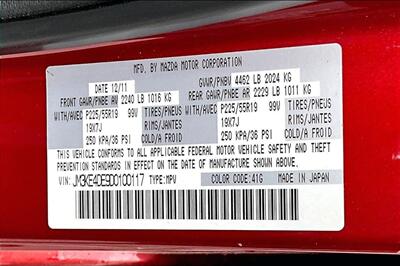 MFD. BY MAZDA MOTOR CORPORATION
DATE 12/11 GVWR/PNBV 4462 LB 2024 KG
FRONT GAWR/PNBE AV 2240 LB 1016 KG REAR GAWR/PNBE AR 2229 LB 1011 KG
WITH/AVEC P225/55R19 99V TIRES/PNEUS WITH/AVEC P225/55R19 99V TIRES/PNEUS
19X7J RIMS/JANTES 19X7J RIMS/JANTES
250 KPA/36 PSI COLD/A FROID 250 KPA/36 PSI COLD/A FROID
THIS VEHICLE CONFORMS TO ALL APPLICABLE FEDERAL MOTOR VEHICLE SAFETY AND THEFT
PREVENTION STANDARDS IN EFFECT ON THE DATE OF MANUFACTURE SHOWN ABOVE.
VIN: JM3KE4DE9D0100117 TYPE:MPV COLOR CODE:41G MADE IN JAPAN